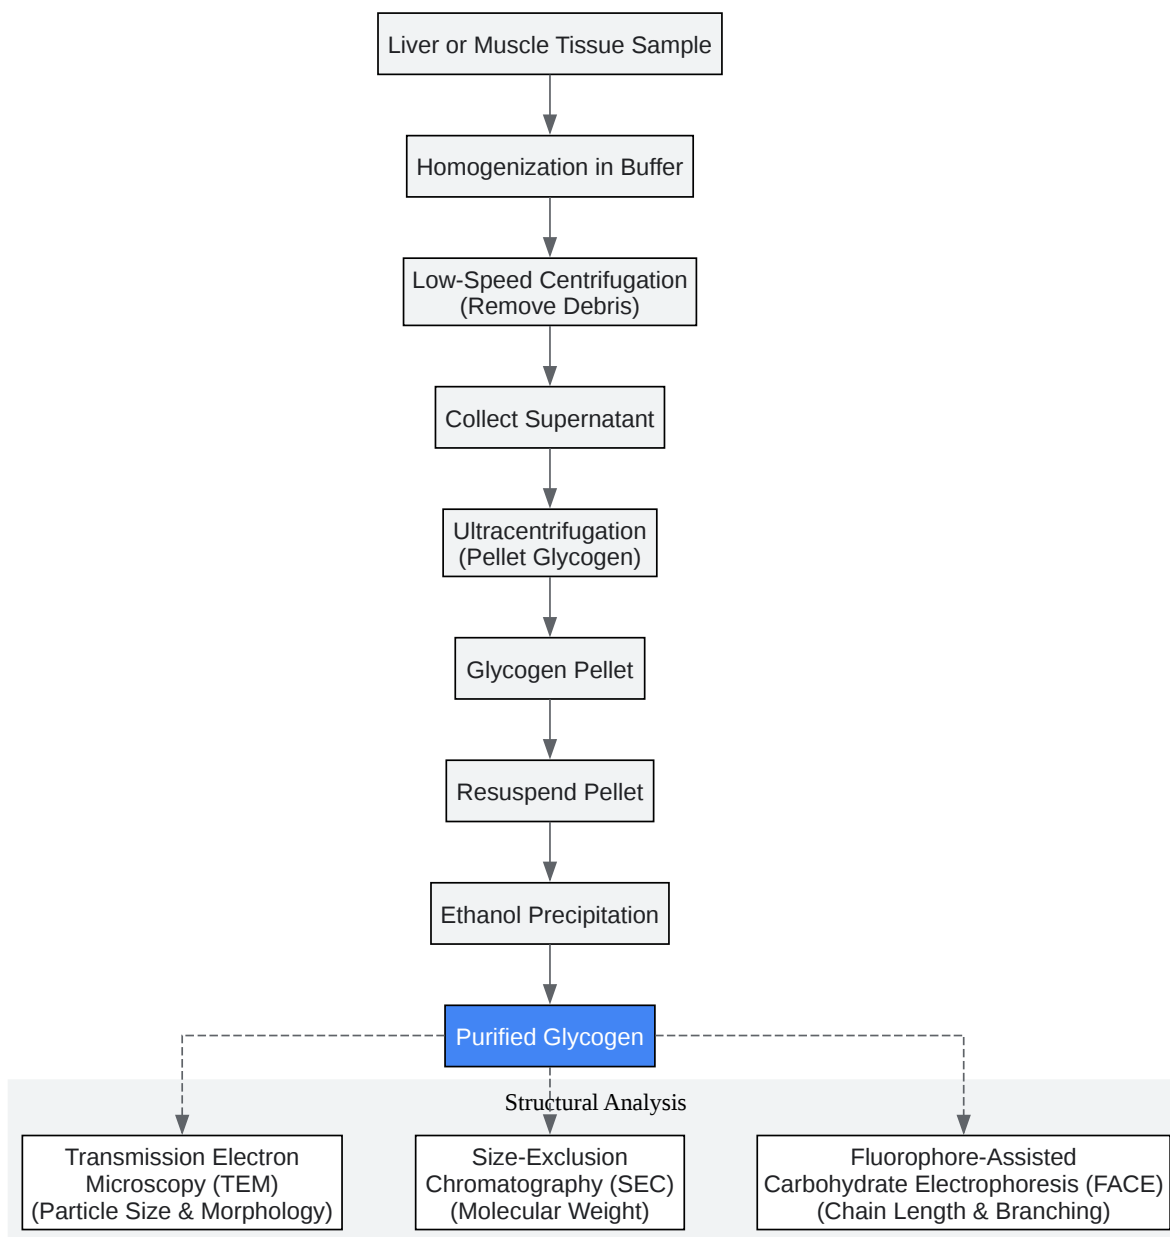 Liver or Muscle Tissue Sample
Homogenization in Buffer
Low-Speed Centrifugation
(Remove Debris)
Collect Supernatant
Ultracentrifugation
(Pellet Glycogen)
Glycogen Pellet
Resuspend Pellet
Ethanol Precipitation
Purified Glycogen
Structural Analysis
Transmission Electron
Microscopy (TEM)
(Particle Size & Morphology)
Size-Exclusion
Chromatography (SEC)
(Molecular Weight)
Fluorophore-Assisted
Carbohydrate Electrophoresis (FACE)
(Chain Length & Branching)